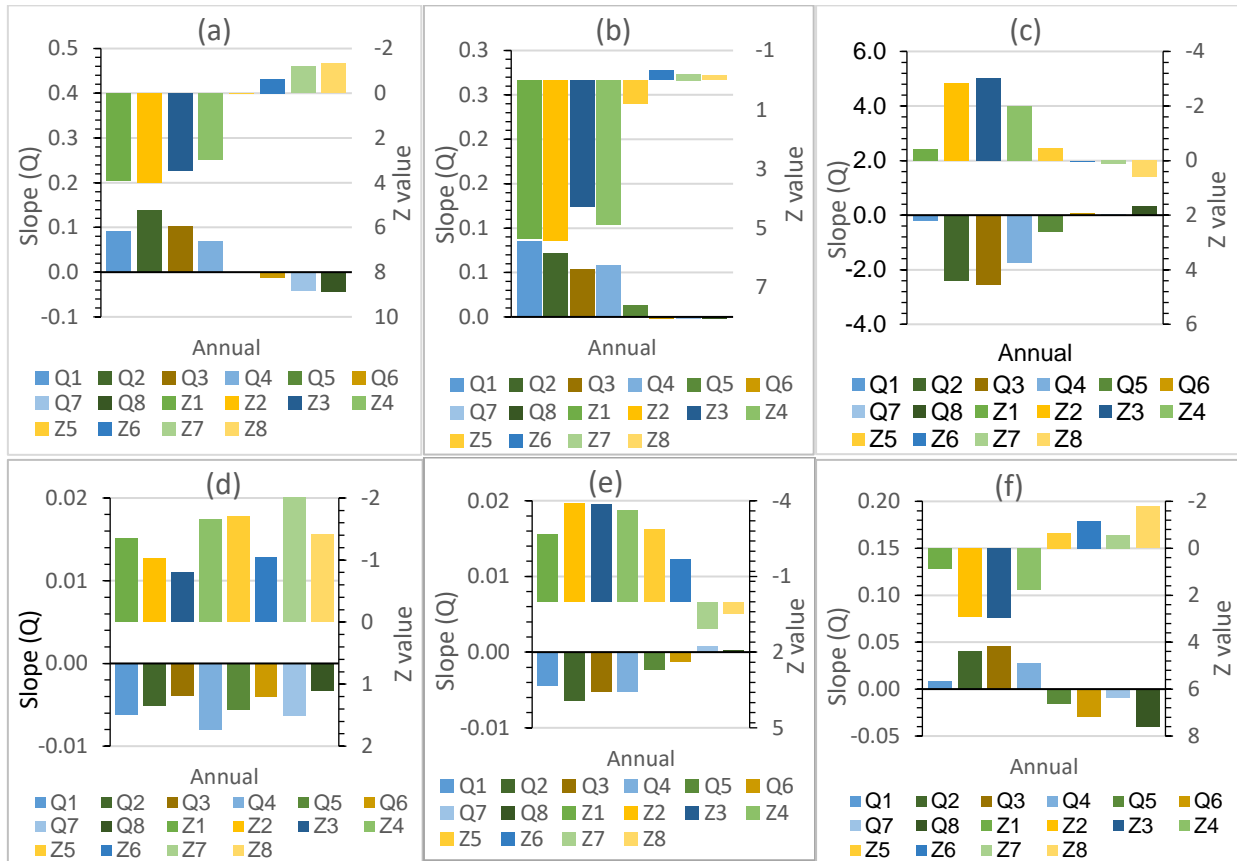 (a)
0.5
0.4
0.3
0.2
0.1
0.0
-0.1
Slope (Q)
-2
0
2
4
6
8
10
Z value
Annual
Q1 Q2 Q3 Q4 Q5 Q6
Q7 Q8 Z1 Z2 Z3 Z4
Z5 Z6 Z7 Z8
(b)
0.3
0.3
0.2
0.2
0.1
0.1
0.0
Slope (Q)
-1
1
3
5
7
Z value
Annual
Q1 Q2 Q3 Q4 Q5 Q6
Q7 Q8 Z1 Z2 Z3 Z4
Z5 Z6 Z7 Z8
(c)
6.0
4.0
2.0
0.0
-2.0
-4.0
Slope (Q)
-4
-2
0
2
4
6
Z value
Annual
Q1 Q2 Q3 Q4 Q5 Q6
Q7 Q8 Z1 Z2 Z3 Z4
Z5 Z6 Z7 Z8
(d)
0.02
0.01
0.00
-0.01
Slope (Q)
-2
-1
0
1
2
Z value
Annual
Q1 Q2 Q3 Q4 Q5 Q6
Q7 Q8 Z1 Z2 Z3 Z4
Z5 Z6 Z7 Z8
(e)
0.02
0.01
0.00
-0.01
Slope (Q)
-4
-1
2
5
Z value
Annual
Q1 Q2 Q3 Q4 Q5 Q6
Q7 Q8 Z1 Z2 Z3 Z4
Z5 Z6 Z7 Z8
(f)
0.20
0.15
0.10
0.05
0.00
-0.05
Slope (Q)
-2
0
2
4
6
8
Z value
Annual
Q1 Q2 Q3 Q4 Q5 Q6
Q7 Q8 Z1 Z2 Z3 Z4
Z5 Z6 Z7 Z8